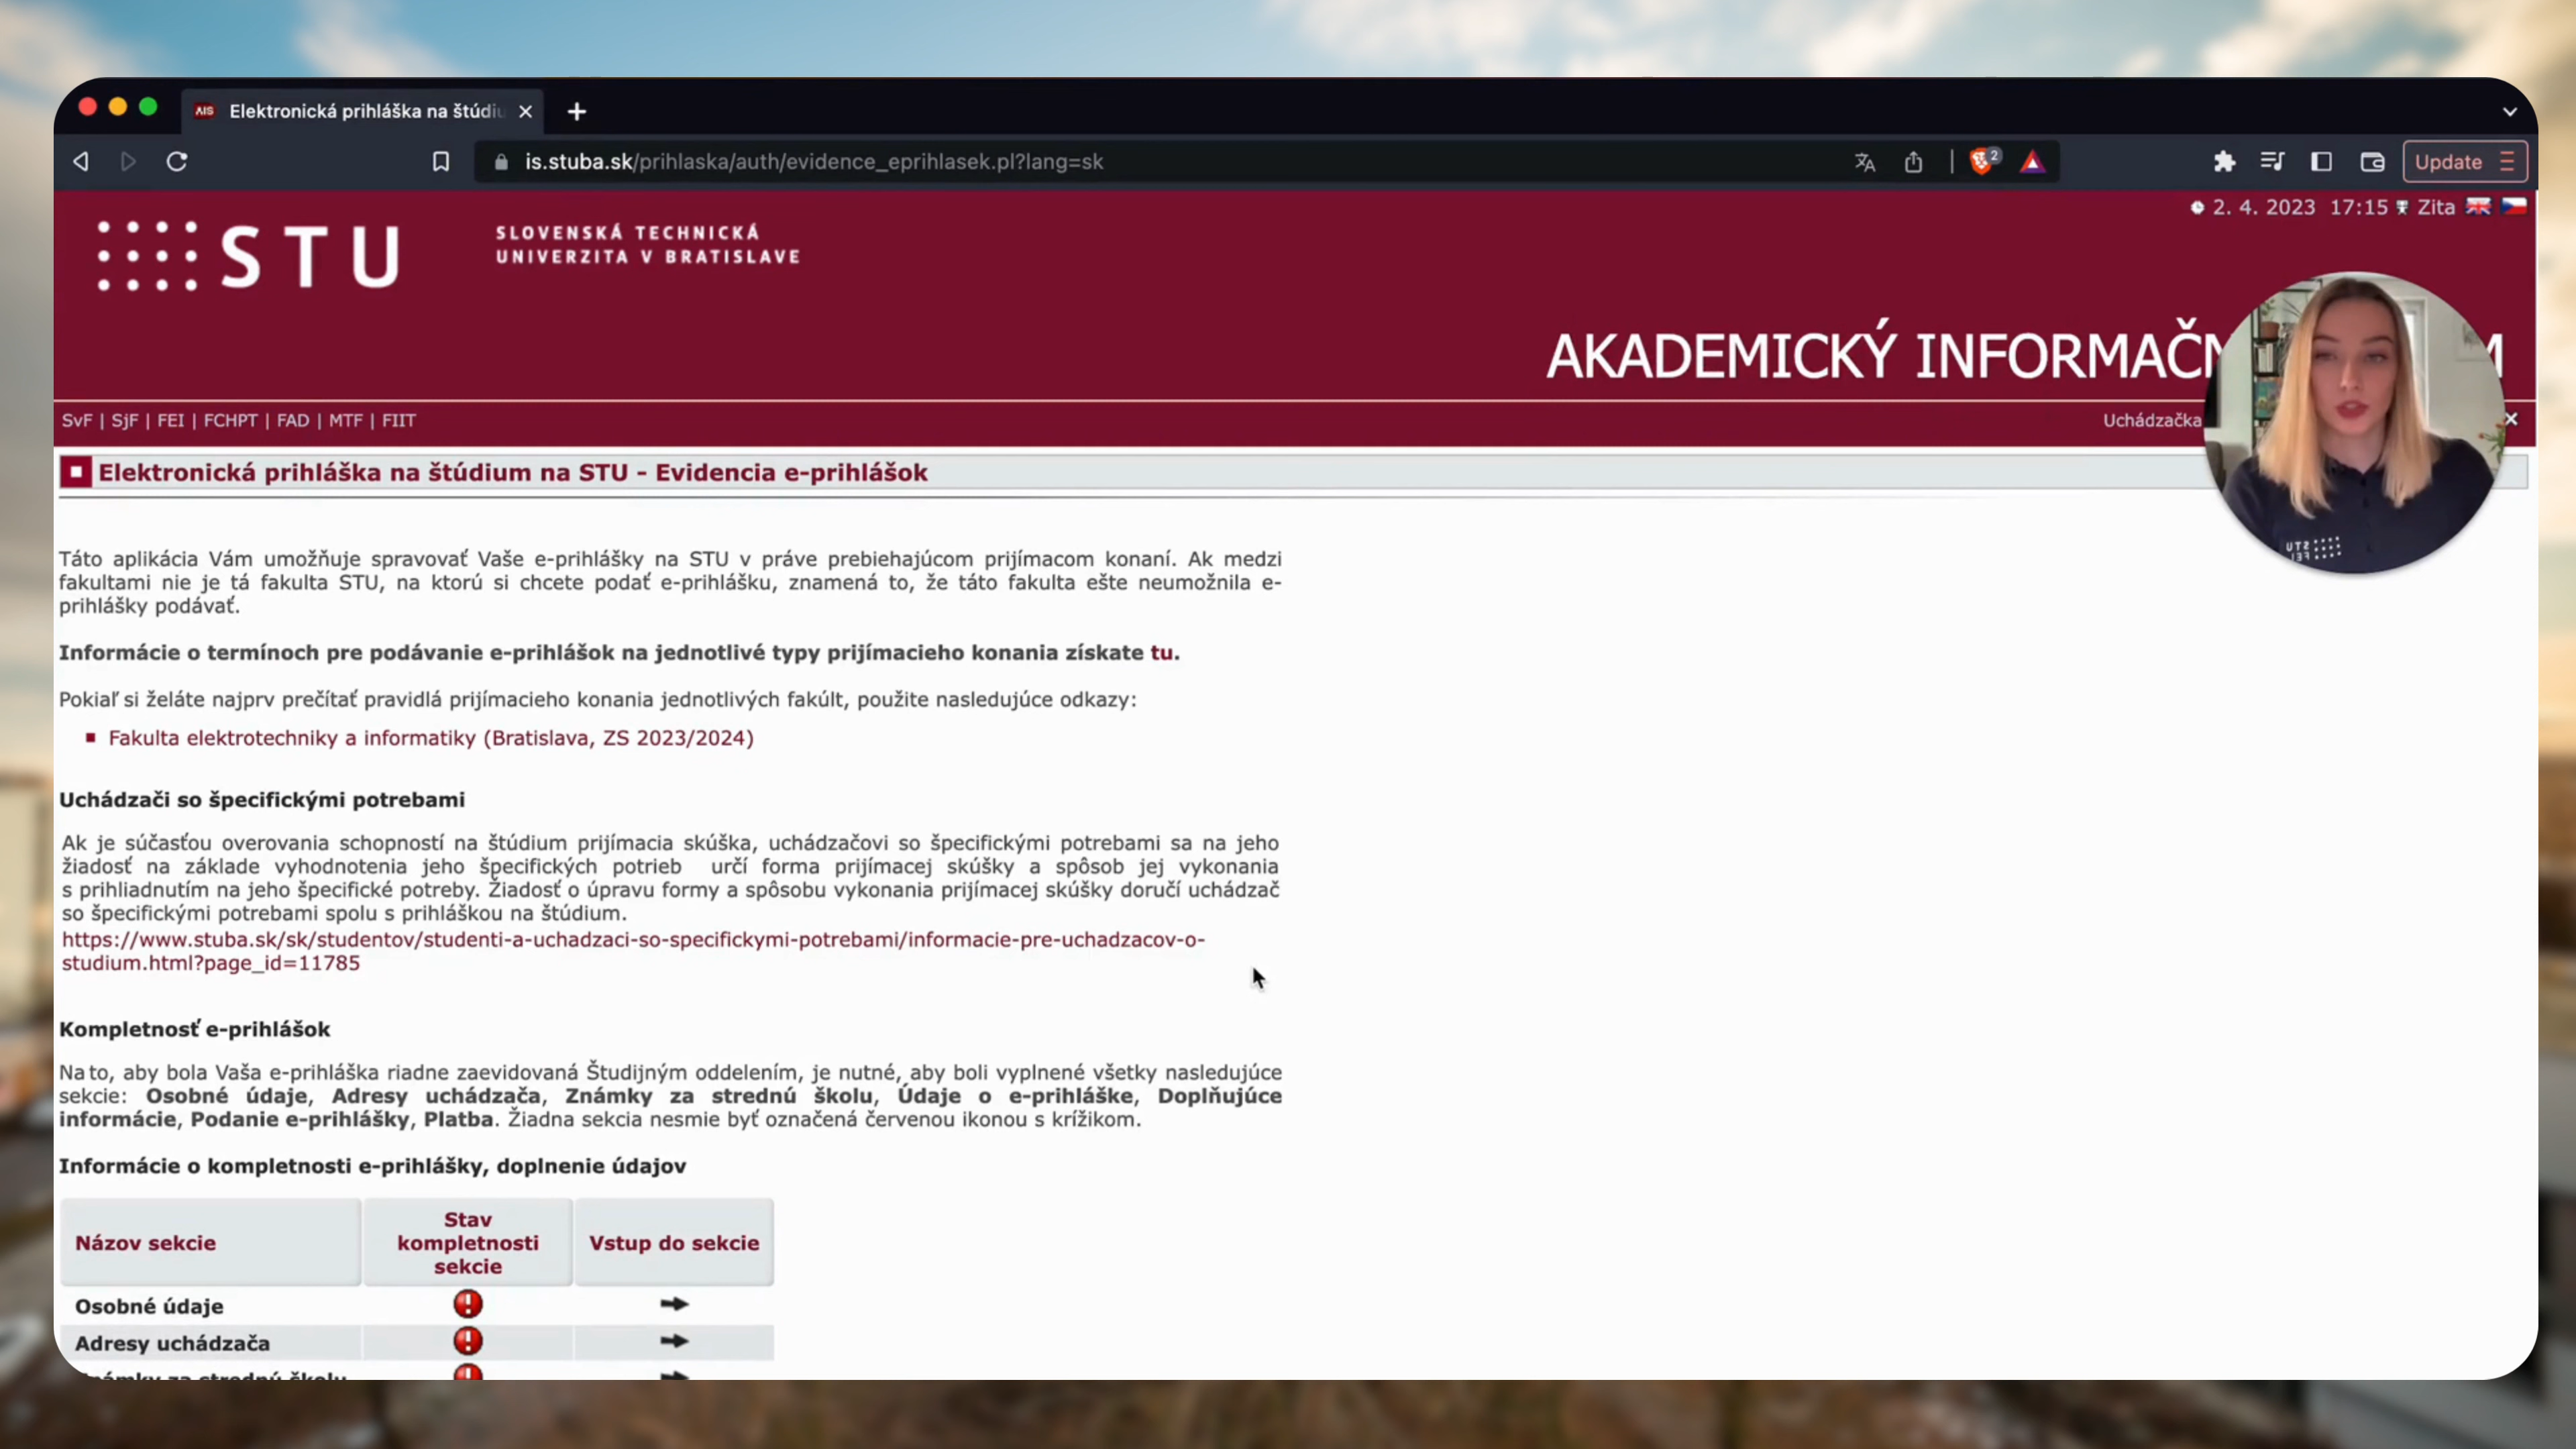 AIS Elektronická prihláška na štúdiu
is.stuba.sk/prihlaska/auth/evidence_eprihlasek.pl?lang=sk
2
Update
2. 4. 2023 17:15 Zita
STU
SLOVENSKÁ TECHNICKÁ
UNIVERZITA V BRATISLAVE
AKADEMICKÝ INFORMAČN
SvF | SjF | FEI | FCHPT | FAD | MTF | FIIT
Uchádzačka
STU
FEI
Elektronická prihláška na štúdium na STU - Evidencia e-prihlášok
Táto aplikácia Vám umožňuje spravovať Vaše e-prihlášky na STU v práve prebiehajúcom prijímacom konaní. Ak medzi
fakultami nie je tá fakulta STU, na ktorú si chcete podať e-prihlášku, znamená to, že táto fakulta ešte neumožnila e-
prihlášky podávať.
Informácie o termínoch pre podávanie e-prihlášok na jednotlivé typy prijímacieho konania získate tu.
Pokiaľ si želáte najprv prečítať pravidlá prijímacieho konania jednotlivých fakúlt, použite nasledujúce odkazy:
Fakulta elektrotechniky a informatiky (Bratislava, ZS 2023/2024)
Uchádzači so špecifickými potrebami
Ak je súčasťou overovania schopností na štúdium prijímacia skúška, uchádzačovi so špecifickými potrebami sa na jeho
žiadosť na základe vyhodnotenia jeho špecifických potrieb určí forma prijímacej skúšky a spôsob jej vykonania
s prihliadnutím na jeho špecifické potreby. Žiadosť o úpravu formy a spôsobu vykonania prijímacej skúšky doručí uchádzač
so špecifickými potrebami spolu s prihláškou na štúdium.
https://www.stuba.sk/sk/studentov/studenti-a-uchadzaci-so-specifickymi-potrebami/informacie-pre-uchadzacov-o-
studium.html?page_id=11785
Kompletnosť e-prihlášok
Na to, aby bola Vaša e-prihláška riadne zaevidovaná Študijným oddelením, je nutné, aby boli vyplnené všetky nasledujúce
sekcie: Osobné údaje, Adresy uchádzača, Známky za strednú školu, Údaje o e-prihláške, Doplňujúce
informácie, Podanie e-prihlášky, Platba. Žiadna sekcia nesmie byť označená červenou ikonou s krížikom.
Informácie o kompletnosti e-prihlášky, doplnenie údajov
Názov sekcie
Stav
kompletnosti
sekcie
Vstup do sekcie
Osobné údaje
Adresy uchádzača